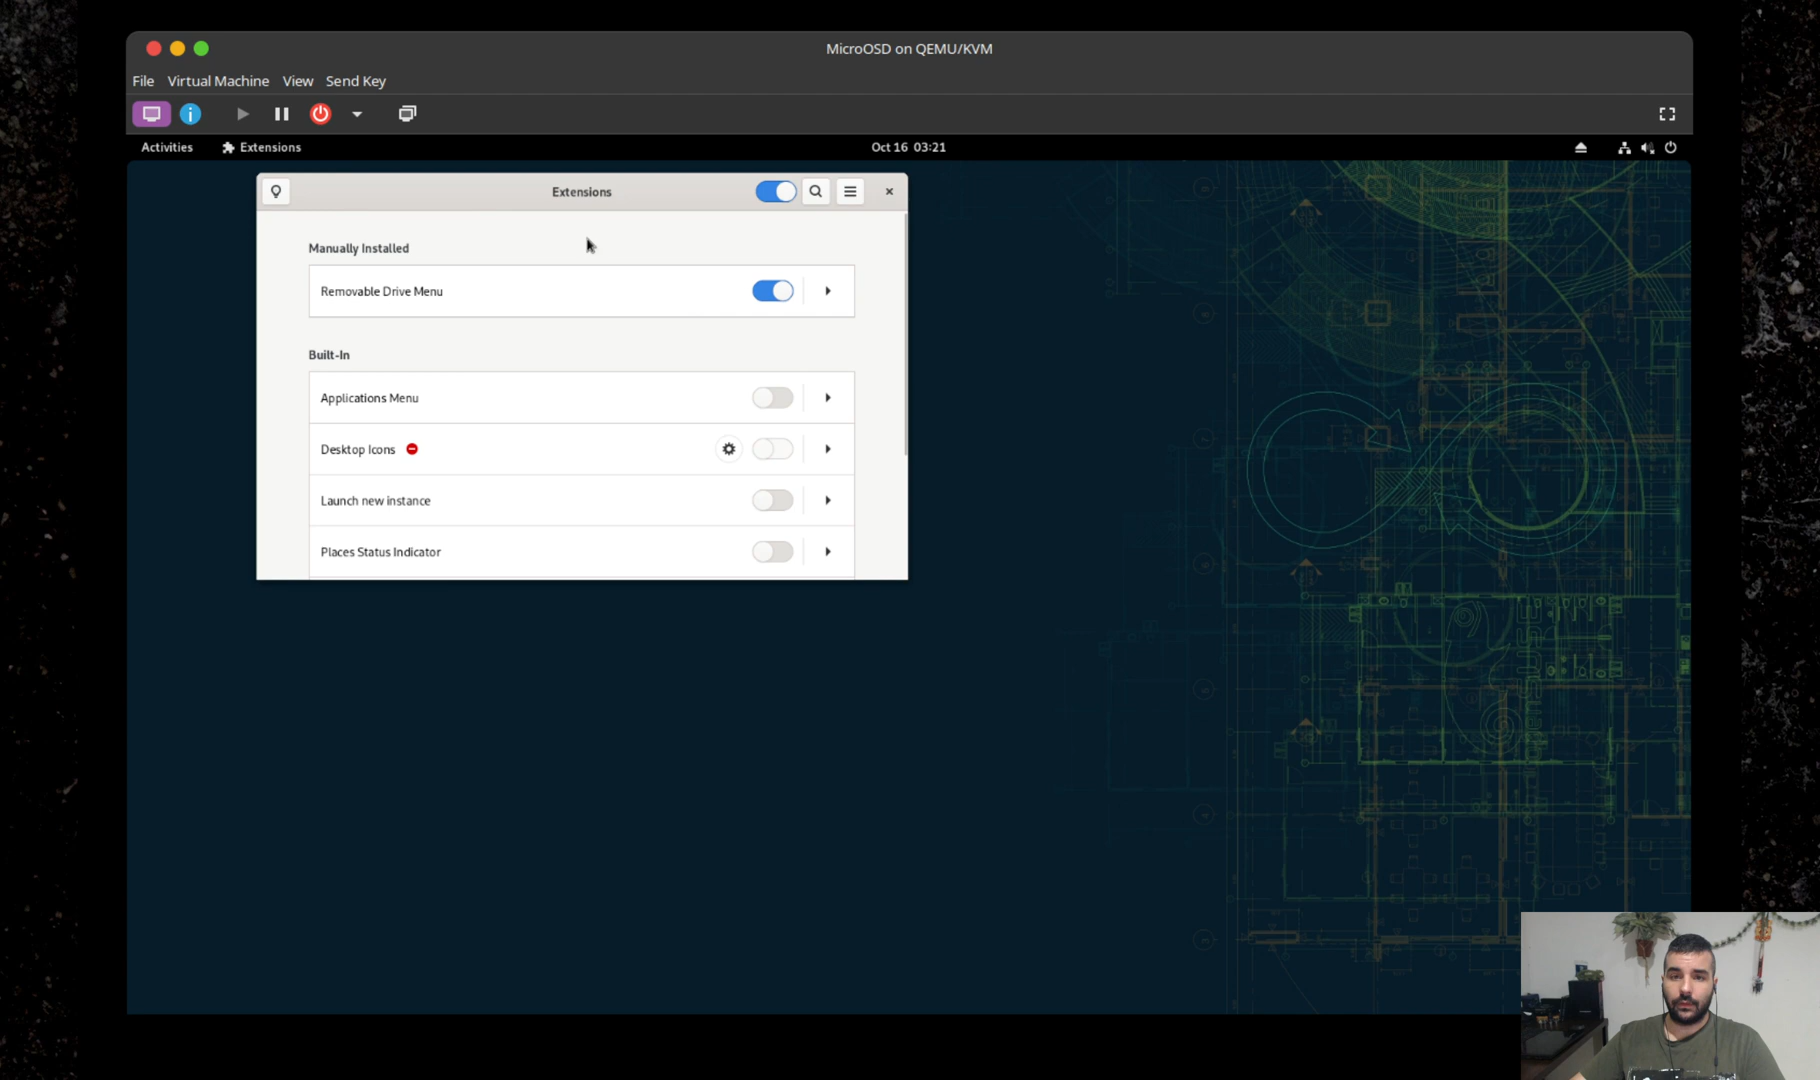 MicroOSD on QEMU/KVM
File Virtual Machine View Send Key
Activities Extensions Oct 16 03:21
Extensions
Manually Installed
Removable Drive Menu
Built-In
Applications Menu
Desktop Icons
Launch new instance
Places Status Indicator